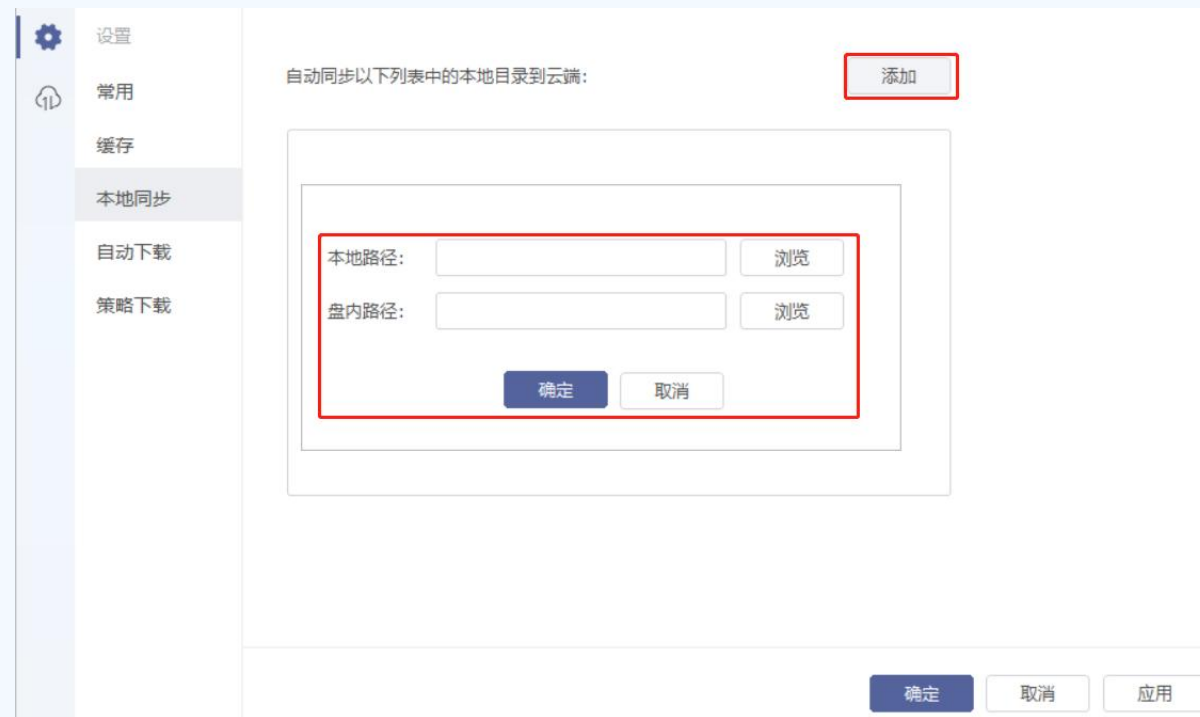 设置
常用
缓存
本地同步
自动下载
策略下载
自动同步以下列表中的本地目录到云端：
添加
本地路径：
浏览
盘内路径：
浏览
确定
取消
确定
取消
应用